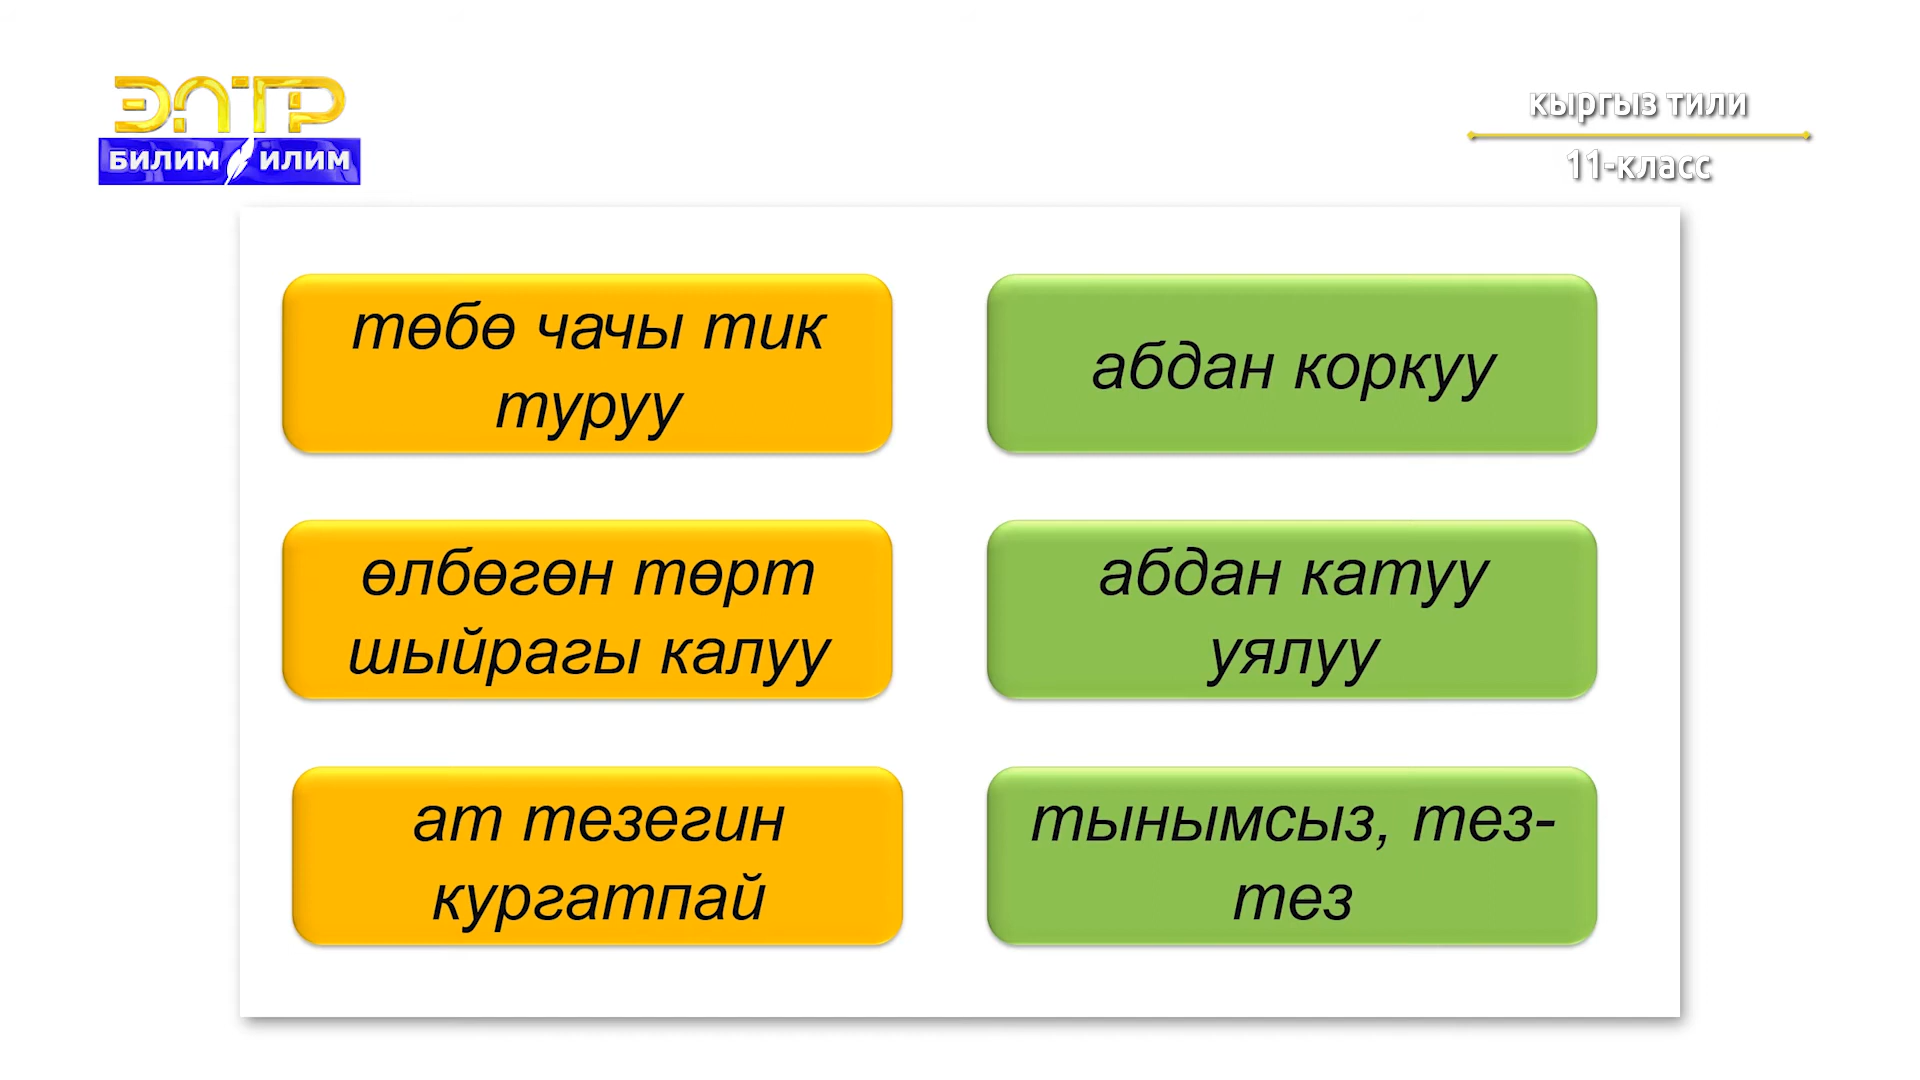 ЭЛТР
БИЛИМ ИЛИМ
кыргыз тили
11-класс
төбө чачы тик
туруу
абдан коркуу
өлбөгөн төрт
шыйрагы калуу
абдан катуу
уялуу
ат тезегин
кургатпай
тынымсыз, тез-
тез